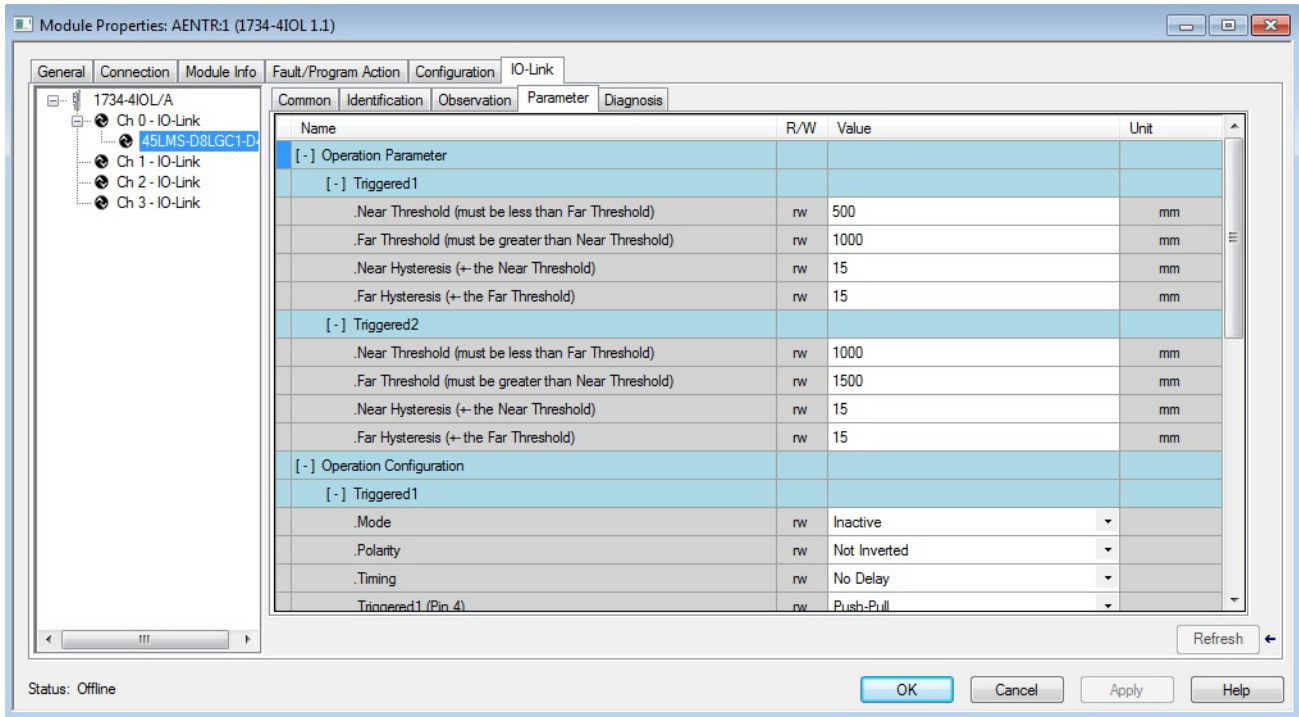 Module Properties: AENTR:1 (1734-4IOL 1.1)
General Connection Module Info Fault/Program Action Configuration IO-Link
1734-4IOL/A
Ch 0 - IO-Link
45LMS-D8LGC1-D4
Ch 1 - IO-Link
Ch 2 - IO-Link
Ch 3 - IO-Link
Common Identification Observation Parameter Diagnosis
Name R/W Value Unit
[-] Operation Parameter
[-] Triggered1
.Near Threshold (must be less than Far Threshold) rw 500 mm
.Far Threshold (must be greater than Near Threshold) rw 1000 mm
.Near Hysteresis (+- the Near Threshold) rw 15 mm
.Far Hysteresis (+- the Far Threshold) rw 15 mm
[-] Triggered2
.Near Threshold (must be less than Far Threshold) rw 1000 mm
.Far Threshold (must be greater than Near Threshold) rw 1500 mm
.Near Hysteresis (+- the Near Threshold) rw 15 mm
.Far Hysteresis (+- the Far Threshold) rw 15 mm
[-] Operation Configuration
[-] Triggered1
.Mode rw Inactive
.Polarity rw Not Inverted
.Timing rw No Delay
.Triggered1 (Pin 4) rw Push-Pull
Refresh
Status: Offline
OK Cancel Apply Help